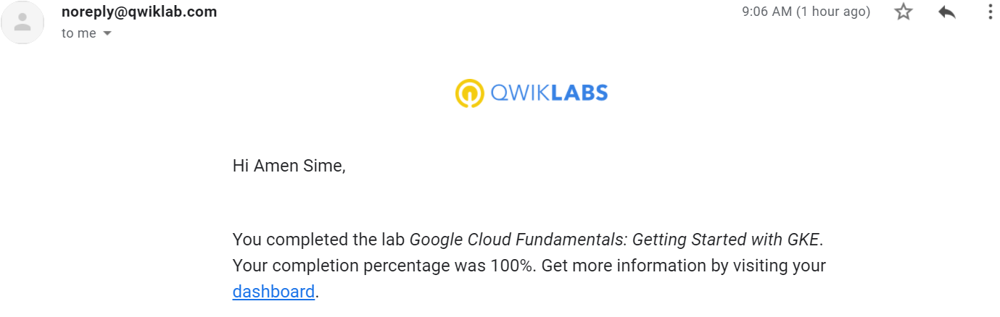 noreply@qwiklab.com
9:06 AM (1 hour ago)
to me
QWIKLABS
Hi Amen Sime,
You completed the lab Google Cloud Fundamentals: Getting Started with GKE.
Your completion percentage was 100%. Get more information by visiting your
dashboard.